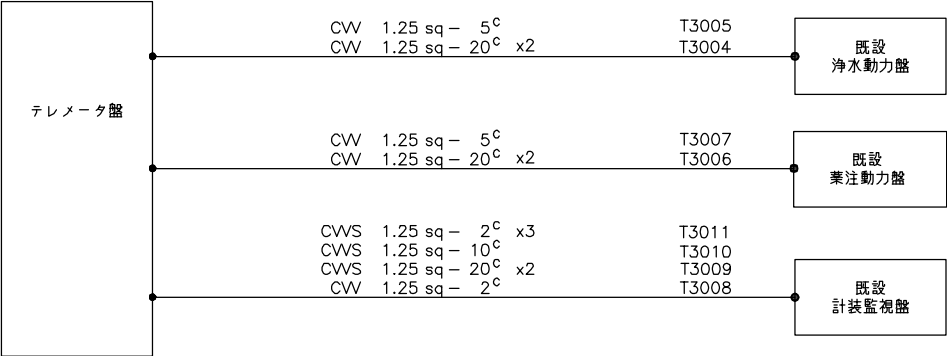 CVV 1.25 sq - 5C T3005
CVV 1.25 sq - 20C x2 T3004
既設
浄水動力盤
テレメータ盤
CVV 1.25 sq - 5C T3007
CVV 1.25 sq - 20C x2 T3006
既設
薬注動力盤
CVVS 1.25 sq - 2C x3 T3011
CVVS 1.25 sq - 10C T3010
CVVS 1.25 sq - 20C x2 T3009
CVV 1.25 sq - 2C T3008
既設
計装監視盤